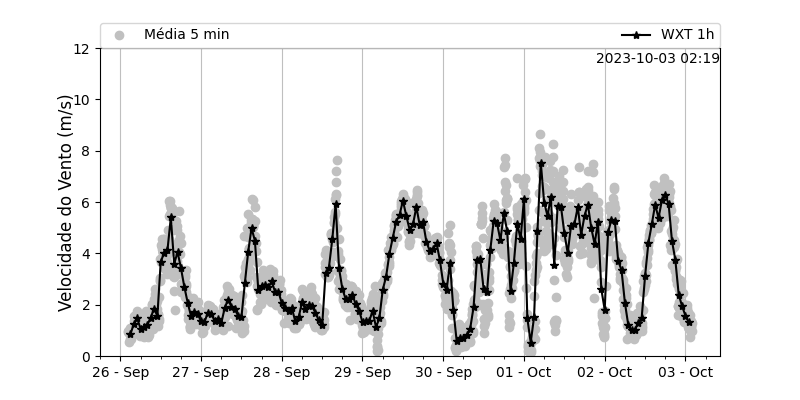 Média 5 min
WXT 1h
2023-10-03 02:19
Velocidade do Vento (m/s)
12
10
8
6
4
2
0
26 - Sep 27 - Sep 28 - Sep 29 - Sep 30 - Sep 01 - Oct 02 - Oct 03 - Oct